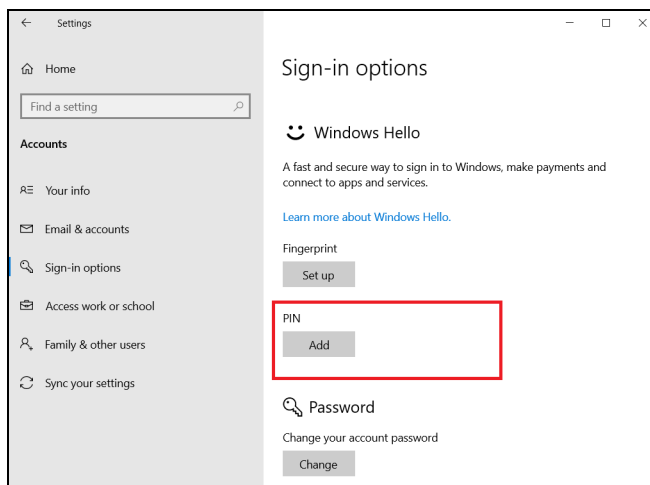 Settings
Home
Find a setting
Accounts
Your info
Email & accounts
Sign-in options
Access work or school
Family & other users
Sync your settings
Sign-in options
Windows Hello
A fast and secure way to sign in to Windows, make payments and
connect to apps and services.
Learn more about Windows Hello.
Fingerprint
Set up
PIN
Add
Password
Change your account password
Change